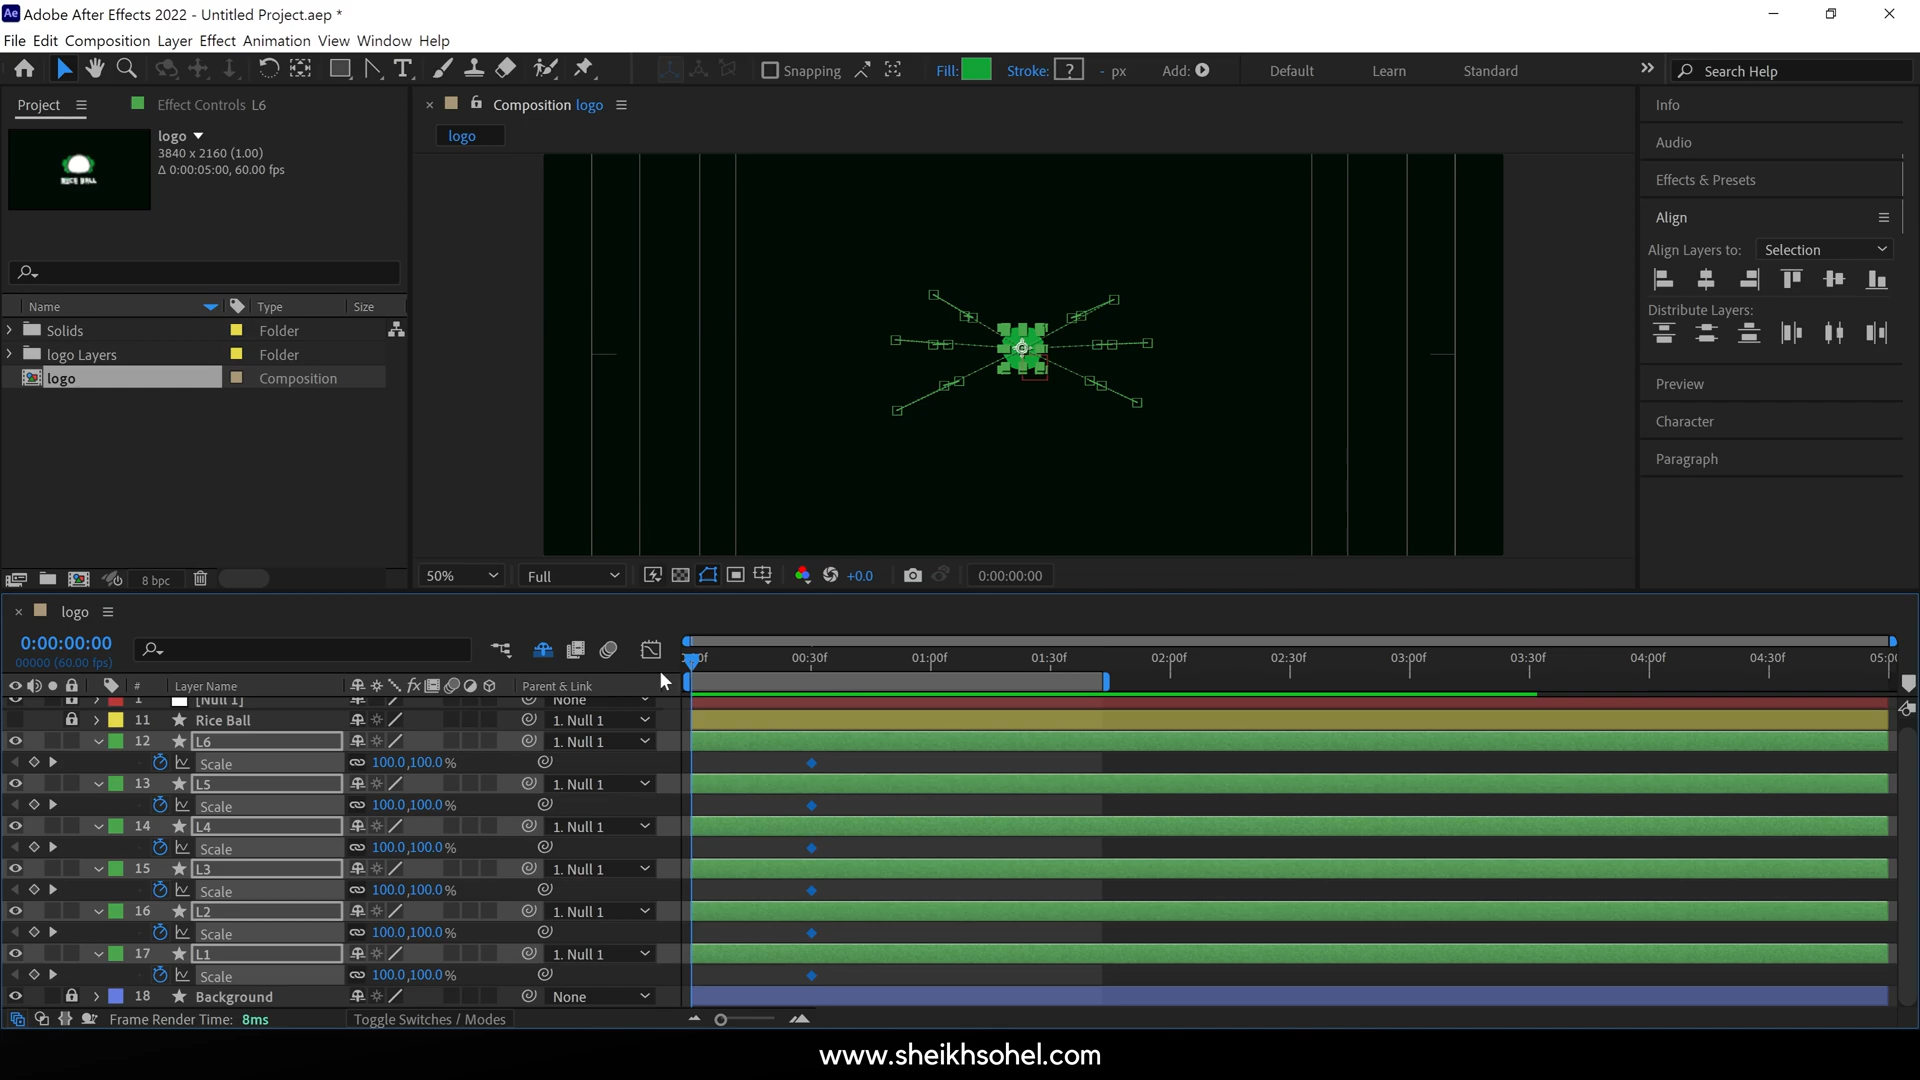 Ae Adobe After Effects 2022 - Untitled Project.aep *
File Edit Composition Layer Effect Animation View Window Help
Snapping Fill: Stroke: ? - px Add: Default Learn Standard Search Help
Project Effect Controls L6
Composition logo
logo
logo
3840 x 2160 (1.00)
Δ 0:00:05:00, 60.00 fps
RICE BALL
Name Type Size
Solids Folder
logo Layers Folder
logo Composition
8 bpc
50% Full +0.0 0:00:00:00
Info
Audio
Effects & Presets
Align
Align Layers to: Selection
Distribute Layers:
Preview
Character
Paragraph
logo
0:00:00:00
00000 (60.00 fps)
00:30f 01:00f 01:30f 02:00f 02:30f 03:00f 03:30f 04:00f 04:30f
# Layer Name fx Parent & Link
1 [Null 1] None
11 Rice Ball 1. Null 1
12 L6 1. Null 1
Scale 100.0,100.0%
13 L5 1. Null 1
Scale 100.0,100.0%
14 L4 1. Null 1
Scale 100.0,100.0%
15 L3 1. Null 1
Scale 100.0,100.0%
16 L2 1. Null 1
Scale 100.0,100.0%
17 L1 1. Null 1
Scale 100.0,100.0%
18 Background None
Frame Render Time: 8ms Toggle Switches / Modes
www.sheikhsohel.com